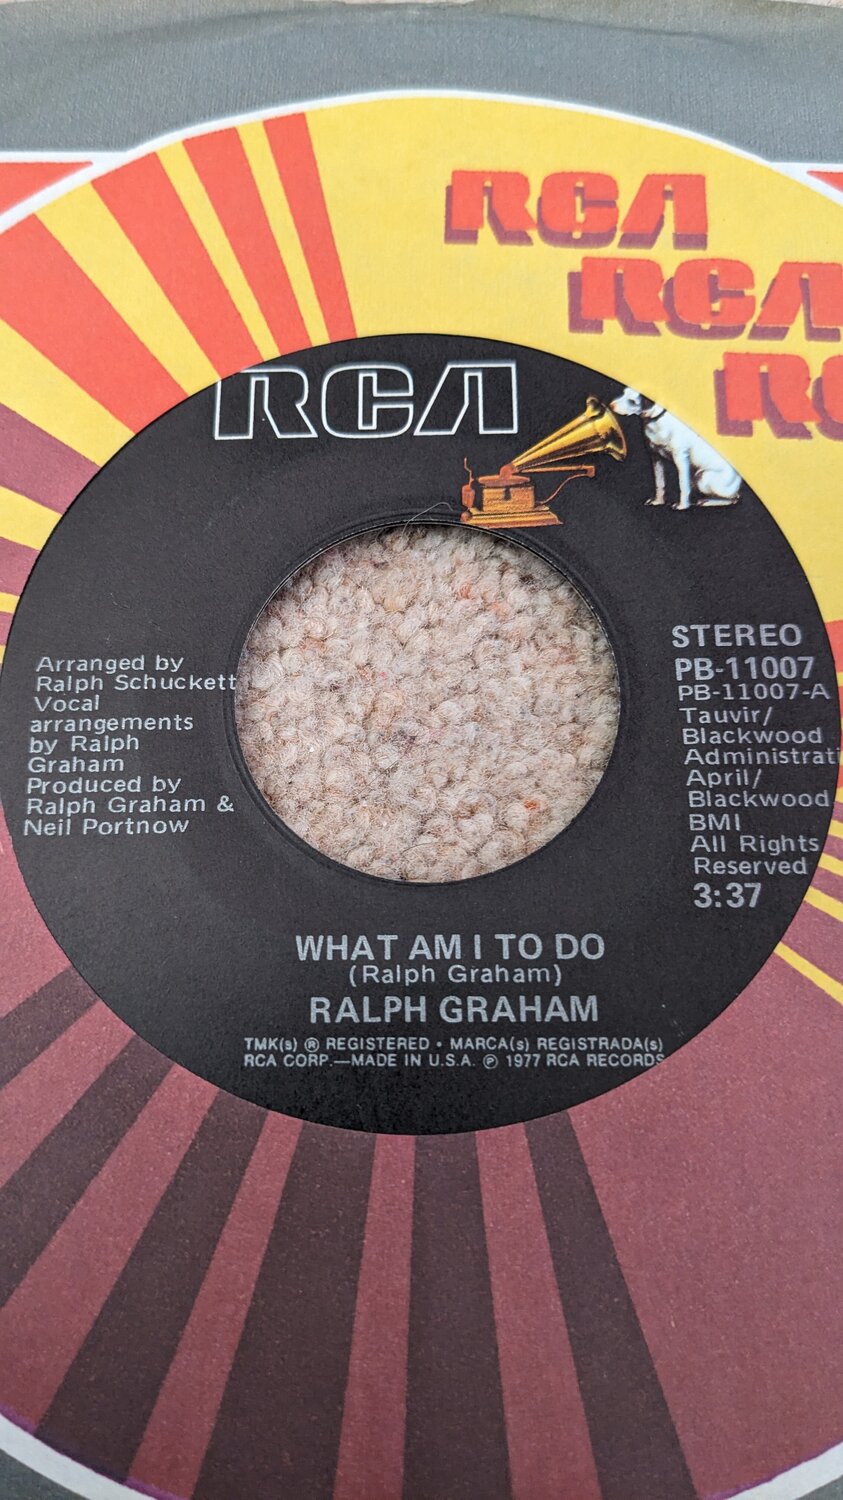 RCA
RCA
RCA
STEREO
PB-11007
PB-11007-A
Tauvir/
Blackwood
April/
Blackwood
BMI
All Rights
Reserved
3:37
Arranged by
Ralph Schuckett
Vocal
arrangements
by Ralph
Graham
Produced by
Ralph Graham &
Neil Portnow
WHAT AM I TO DO
(Ralph Graham)
RALPH GRAHAM
TMK(s) ® REGISTERED • MARCA(s) REGISTRADA(s)
RCA CORP.—MADE IN U.S.A. ℗ 1977 RCA RECORDS